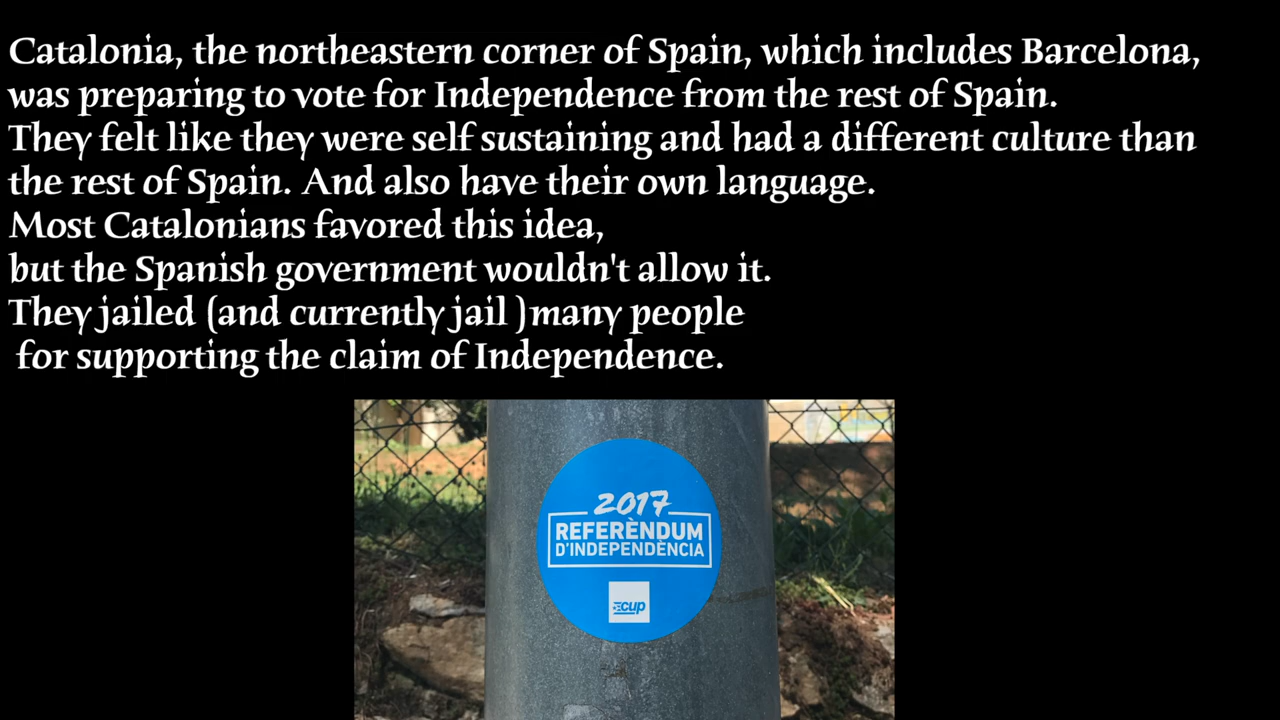 Catalonia, the northeastern corner of Spain, which includes Barcelona,
was preparing to vote for Independence from the rest of Spain.
They felt like they were self sustaining and had a different culture than
the rest of Spain. And also have their own language.
Most Catalonians favored this idea,
but the Spanish government wouldn't allow it.
They jailed (and currently jail )many people
for supporting the claim of Independence.
2017
REFERÈNDUM
D'INDEPENDÈNCIA
CUP